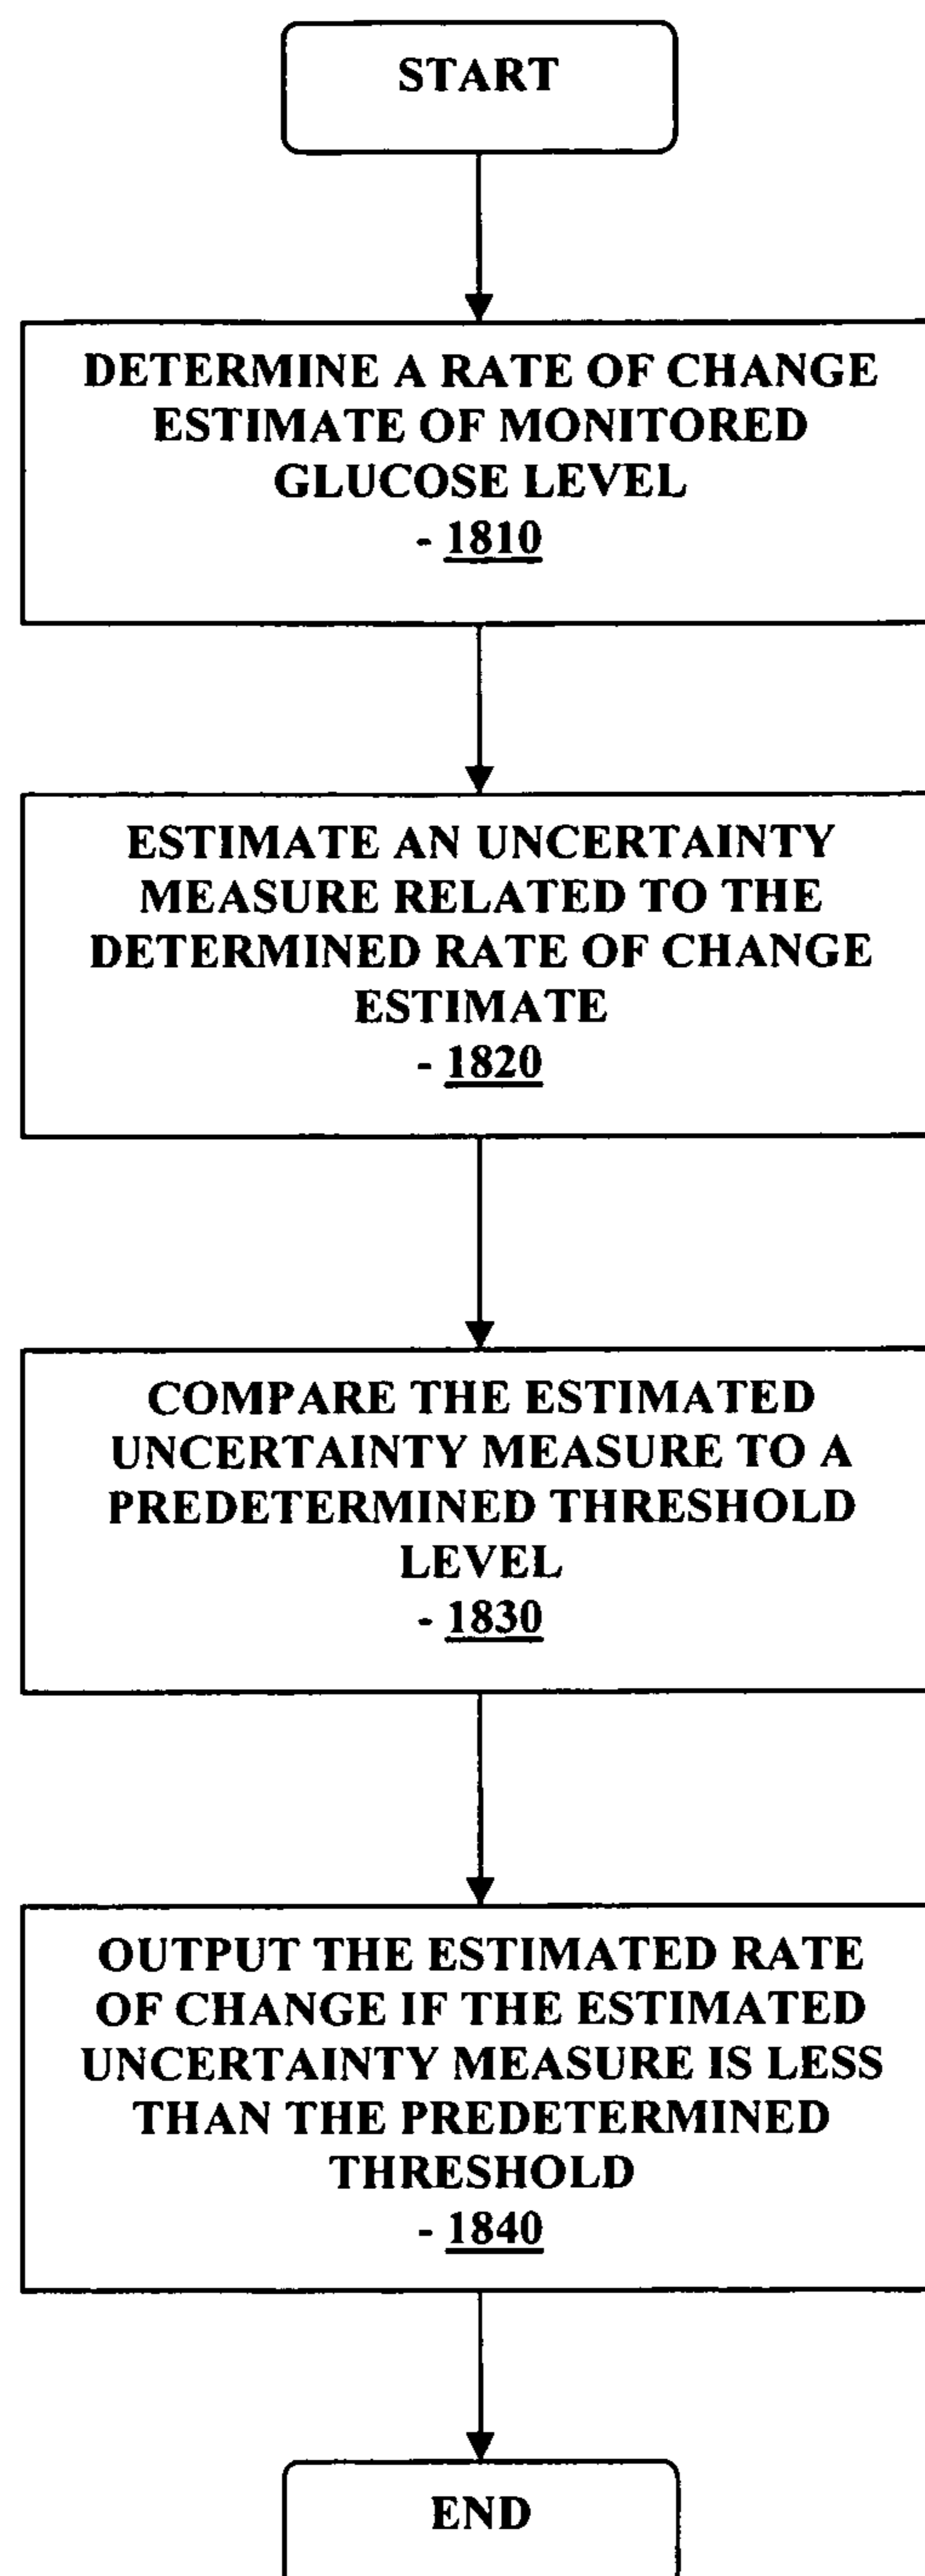 START
DETERMINE A RATE OF CHANGE
ESTIMATE OF MONITORED
GLUCOSE LEVEL
- 1810
ESTIMATE AN UNCERTAINTY
MEASURE RELATED TO THE
DETERMINED RATE OF CHANGE
ESTIMATE
- 1820
COMPARE THE ESTIMATED
UNCERTAINTY MEASURE TO A
PREDETERMINED THRESHOLD
LEVEL
- 1830
OUTPUT THE ESTIMATED RATE
OF CHANGE IF THE ESTIMATED
UNCERTAINTY MEASURE IS LESS
THAN THE PREDETERMINED
THRESHOLD
- 1840
END